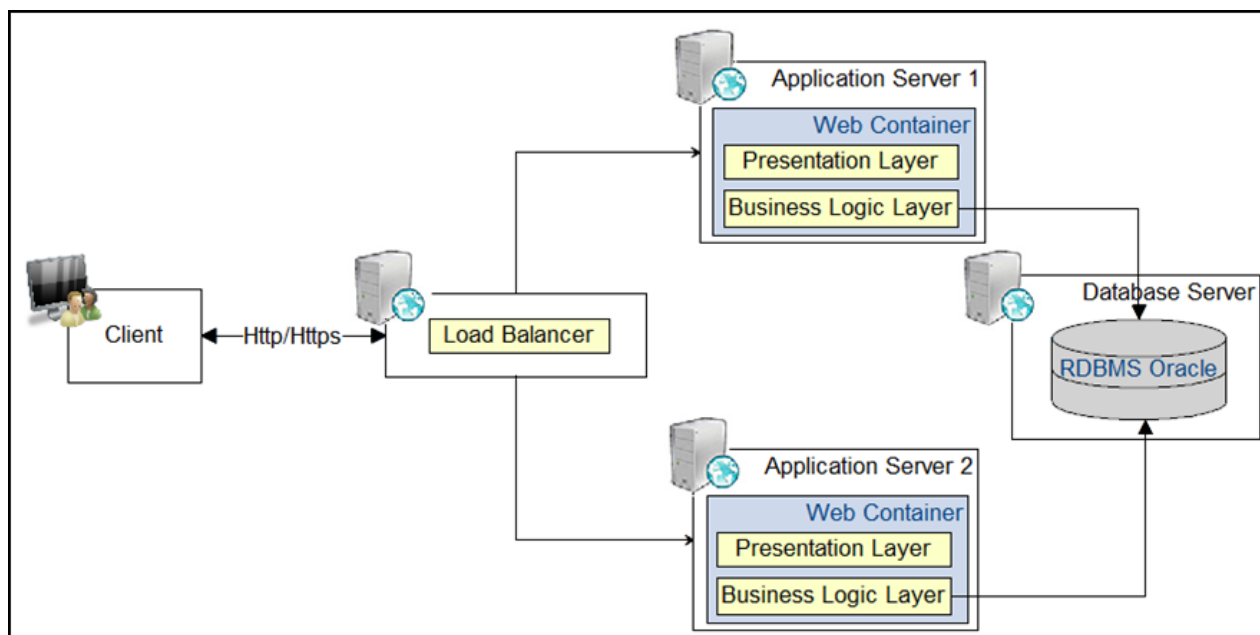 Application Server 1
Web Container
Presentation Layer
Business Logic Layer
Client
Http/Https
Load Balancer
Database Server
RDBMS Oracle
Application Server 2
Web Container
Presentation Layer
Business Logic Layer